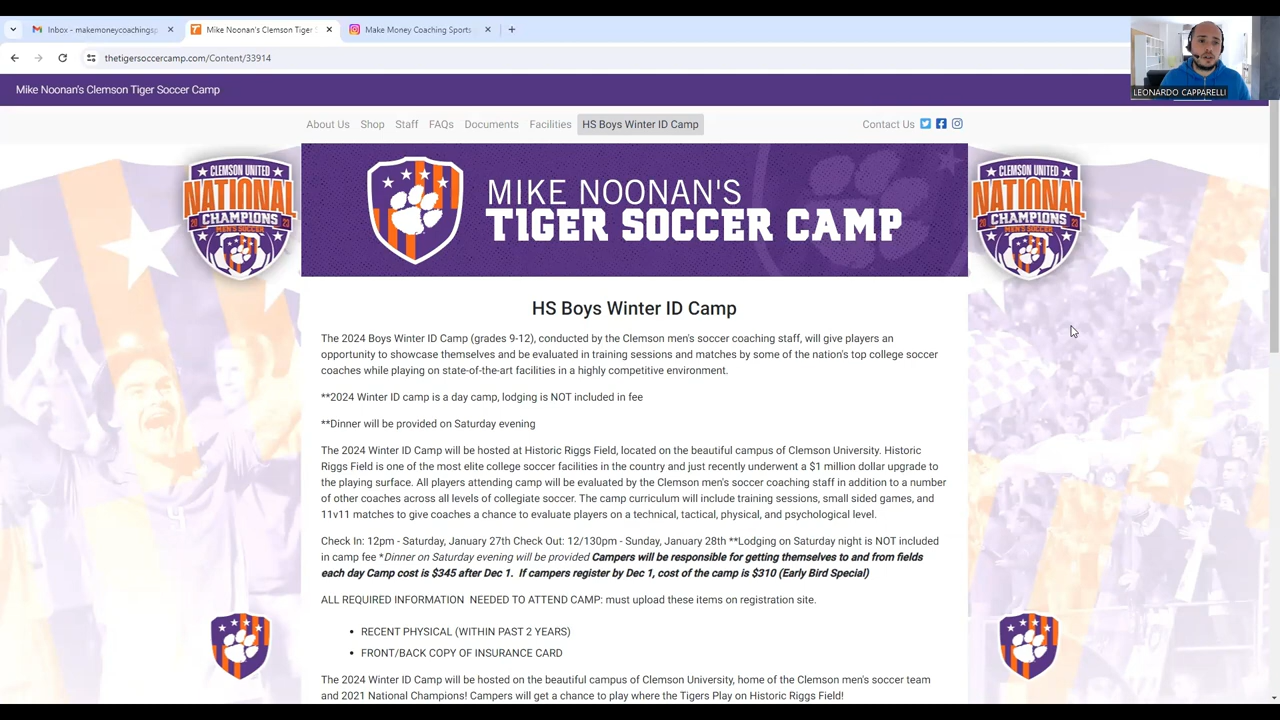 Inbox - makemoneycoachingsp
Mike Noonan's Clemson Tiger S
Make Money Coaching Sports
thetigersoccercamp.com/Content/33914
LEONARDO CAPPARELLI
Mike Noonan's Clemson Tiger Soccer Camp
About Us Shop Staff FAQs Documents Facilities HS Boys Winter ID Camp Contact Us
CLEMSON UNITED
NATIONAL
CHAMPIONS
20 23
MEN'S SOCCER
MIKE NOONAN'S
TIGER SOCCER CAMP
CLEMSON UNITED
NATIONAL
CHAMPIONS
20 23
MEN'S SOCCER
HS Boys Winter ID Camp
The 2024 Boys Winter ID Camp (grades 9-12), conducted by the Clemson men's soccer coaching staff, will give players an
opportunity to showcase themselves and be evaluated in training sessions and matches by some of the nation's top college soccer
coaches while playing on state-of-the-art facilities in a highly competitive environment.
**2024 Winter ID camp is a day camp, lodging is NOT included in fee
**Dinner will be provided on Saturday evening
The 2024 Winter ID Camp will be hosted at Historic Riggs Field, located on the beautiful campus of Clemson University. Historic
Riggs Field is one of the most elite college soccer facilities in the country and just recently underwent a $1 million dollar upgrade to
the playing surface. All players attending camp will be evaluated by the Clemson men's soccer coaching staff in addition to a number
of other coaches across all levels of collegiate soccer. The camp curriculum will include training sessions, small sided games, and
11v11 matches to give coaches a chance to evaluate players on a technical, tactical, physical, and psychological level.
Check In: 12pm - Saturday, January 27th Check Out: 12/130pm - Sunday, January 28th **Lodging on Saturday night is NOT included
in camp fee *Dinner on Saturday evening will be provided Campers will be responsible for getting themselves to and from fields
each day Camp cost is $345 after Dec 1. If campers register by Dec 1, cost of the camp is $310 (Early Bird Special)
ALL REQUIRED INFORMATION NEEDED TO ATTEND CAMP: must upload these items on registration site.
• RECENT PHYSICAL (WITHIN PAST 2 YEARS)
• FRONT/BACK COPY OF INSURANCE CARD
The 2024 Winter ID Camp will be hosted on the beautiful campus of Clemson University, home of the Clemson men's soccer team
and 2021 National Champions! Campers will get a chance to play where the Tigers Play on Historic Riggs Field!